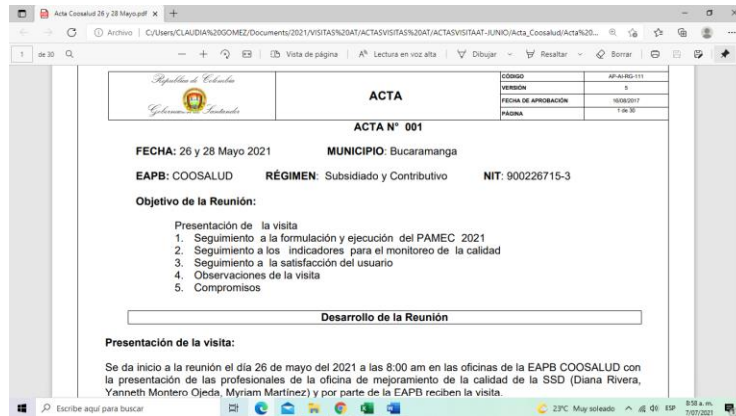 Acte Coosalud 26 y 28 Mayo.pdf
Archivo | C:/Users/CLAUDIA%20GOMEZ/Documents/2021/VISITAS%20AT/ACTASVISITAS%20AT/ACTASVISITAAT-JUNIO/Acta_Coosalud/Acta%20...
1 de 30 Vista de página Lectura en voz alta Dibujar Resaltar Borrar
República de Colombia
Gobernación de Santander
ACTA
CÓDIGO AP-AI-RG-111
VERSIÓN 5
FECHA DE APROBACIÓN 16/08/2017
PÁGINA 1 de 30
ACTA N° 001
FECHA: 26 y 28 Mayo 2021 MUNICIPIO: Bucaramanga
EAPB: COOSALUD RÉGIMEN: Subsidiado y Contributivo NIT: 900226715-3
Objetivo de la Reunión:
Presentación de la visita
1. Seguimiento a la formulación y ejecución del PAMEC 2021
2. Seguimiento a los indicadores para el monitoreo de la calidad
3. Seguimiento a la satisfacción del usuario
4. Observaciones de la visita
5. Compromisos
Desarrollo de la Reunión
Presentación de la visita:
Se da inicio a la reunión el día 26 de mayo del 2021 a las 8:00 am en las oficinas de la EAPB COOSALUD con
la presentación de las profesionales de la oficina de mejoramiento de la calidad de la SSD (Diana Rivera,
Yanneth Montero Ojeda, Myriam Martínez) y por parte de la EAPB reciben la visita.
Escribe aquí para buscar
23°C Muy soleado ESP
8:58 a. m.
7/07/2021